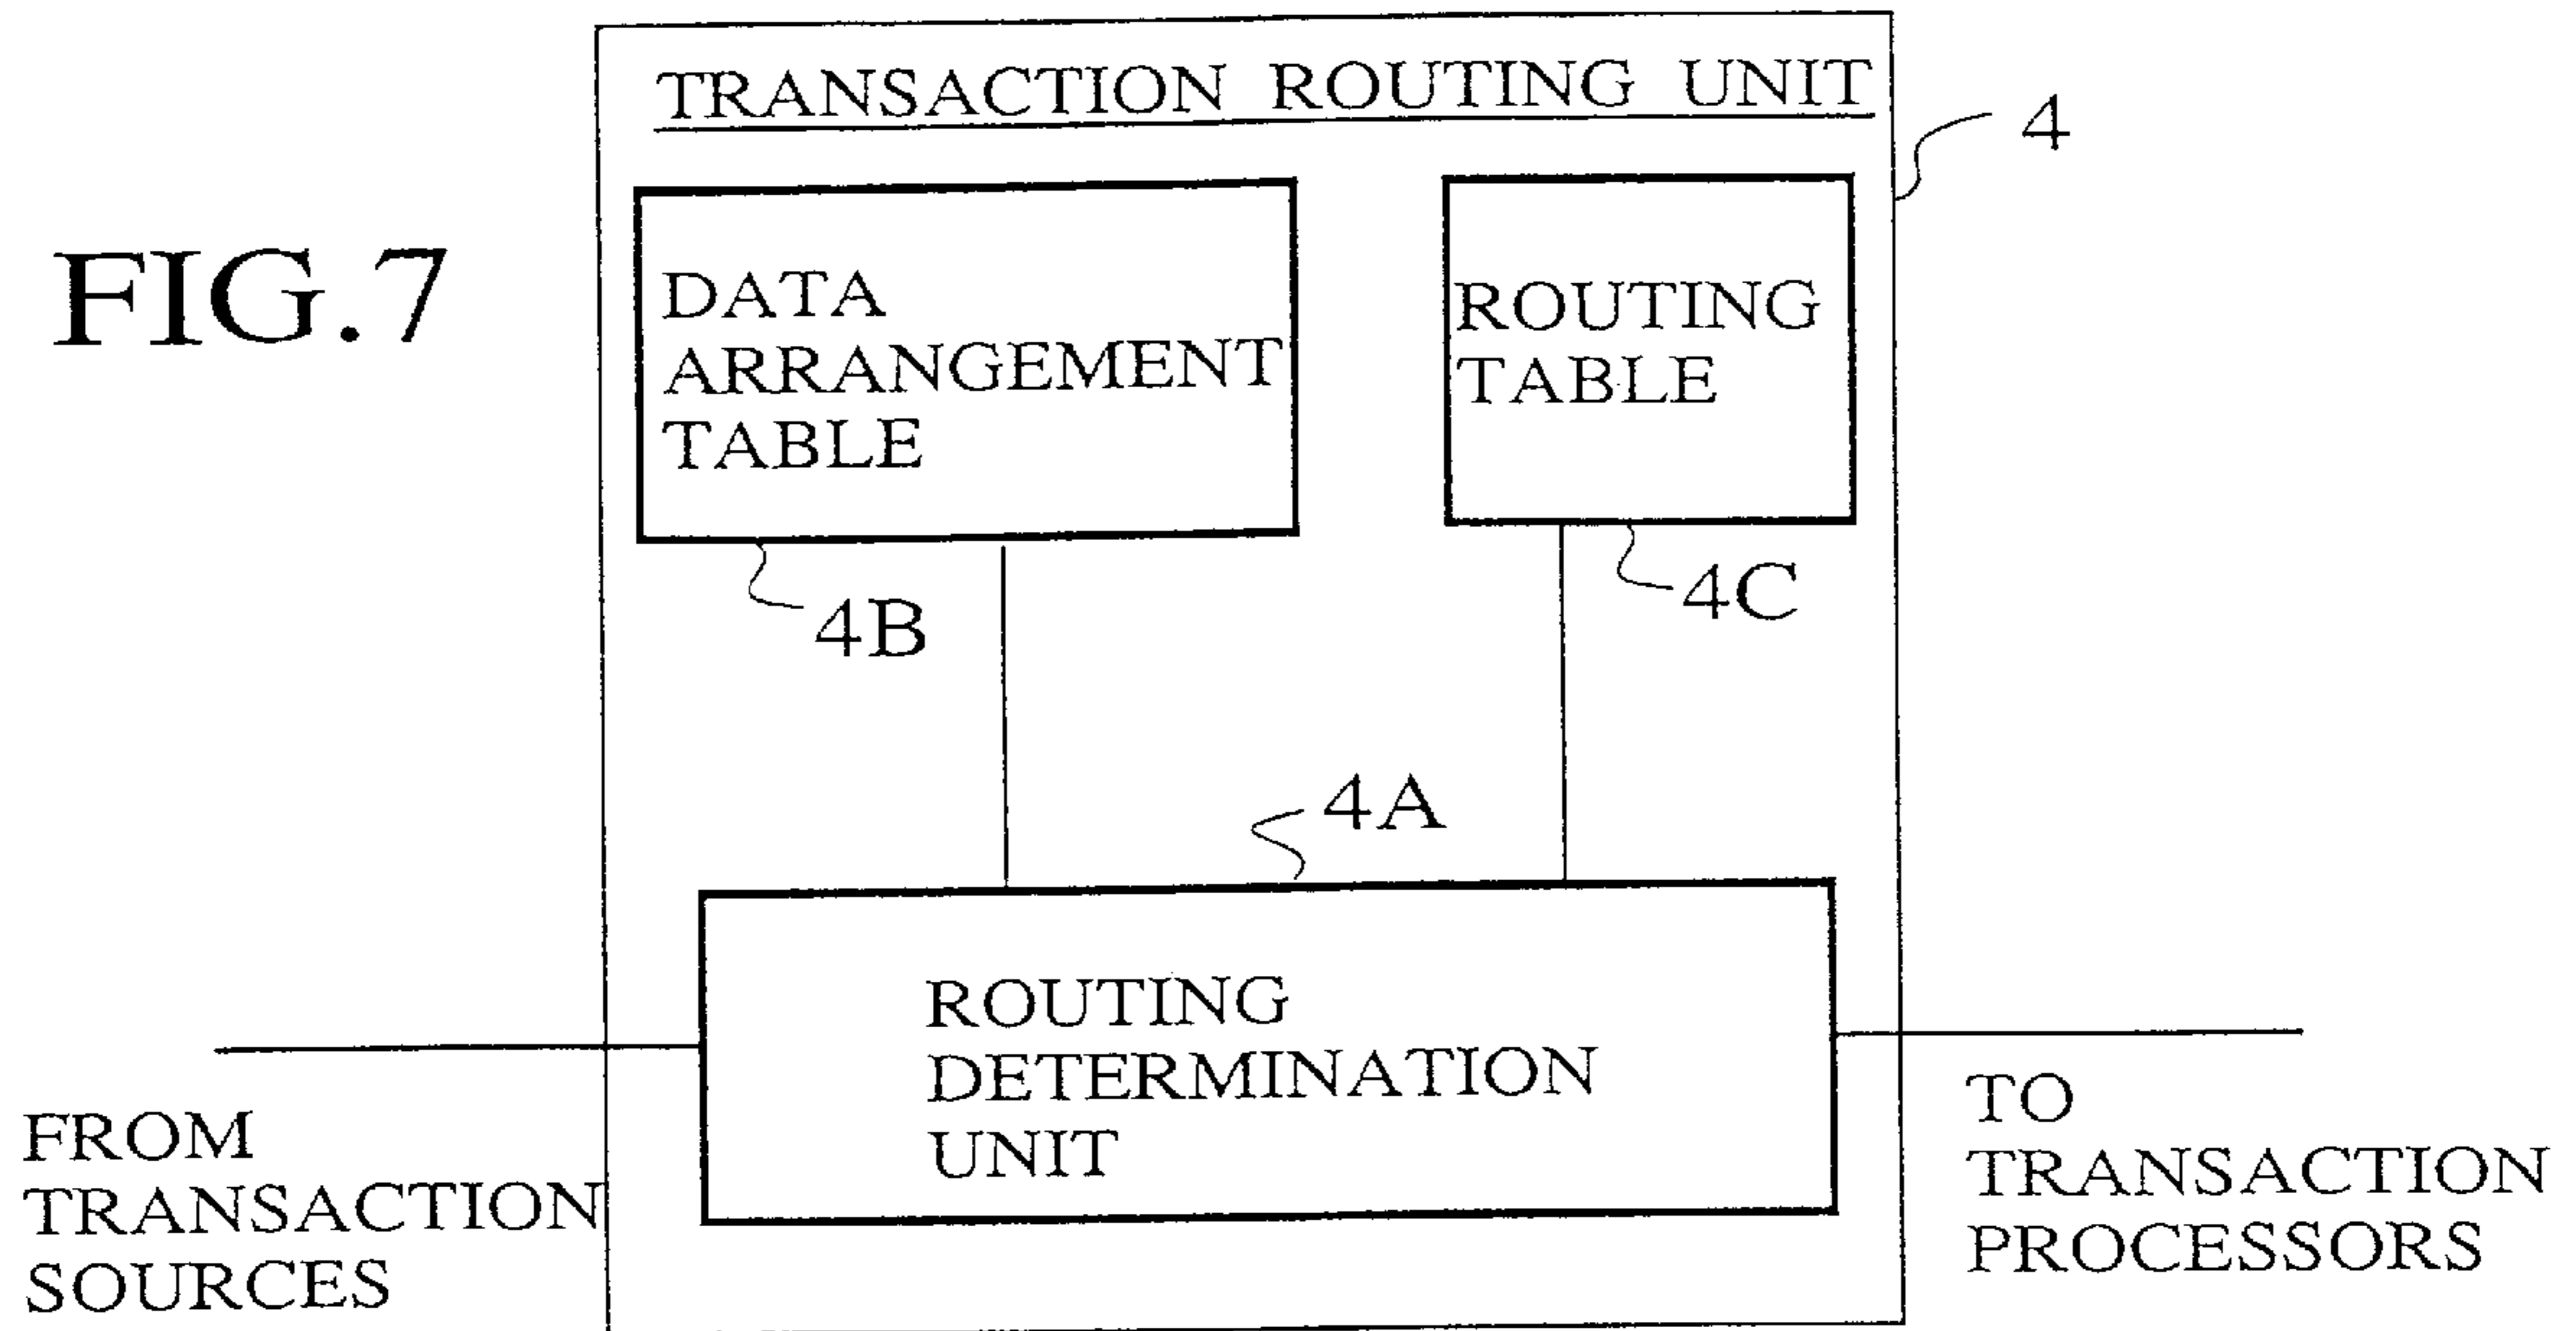 TRANSACTION ROUTING UNIT
4
FIG.7
DATA
ARRANGEMENT
TABLE
ROUTING
TABLE
4B
4C
4A
ROUTING
DETERMINATION
UNIT
FROM
TRANSACTION
SOURCES
TO
TRANSACTION
PROCESSORS